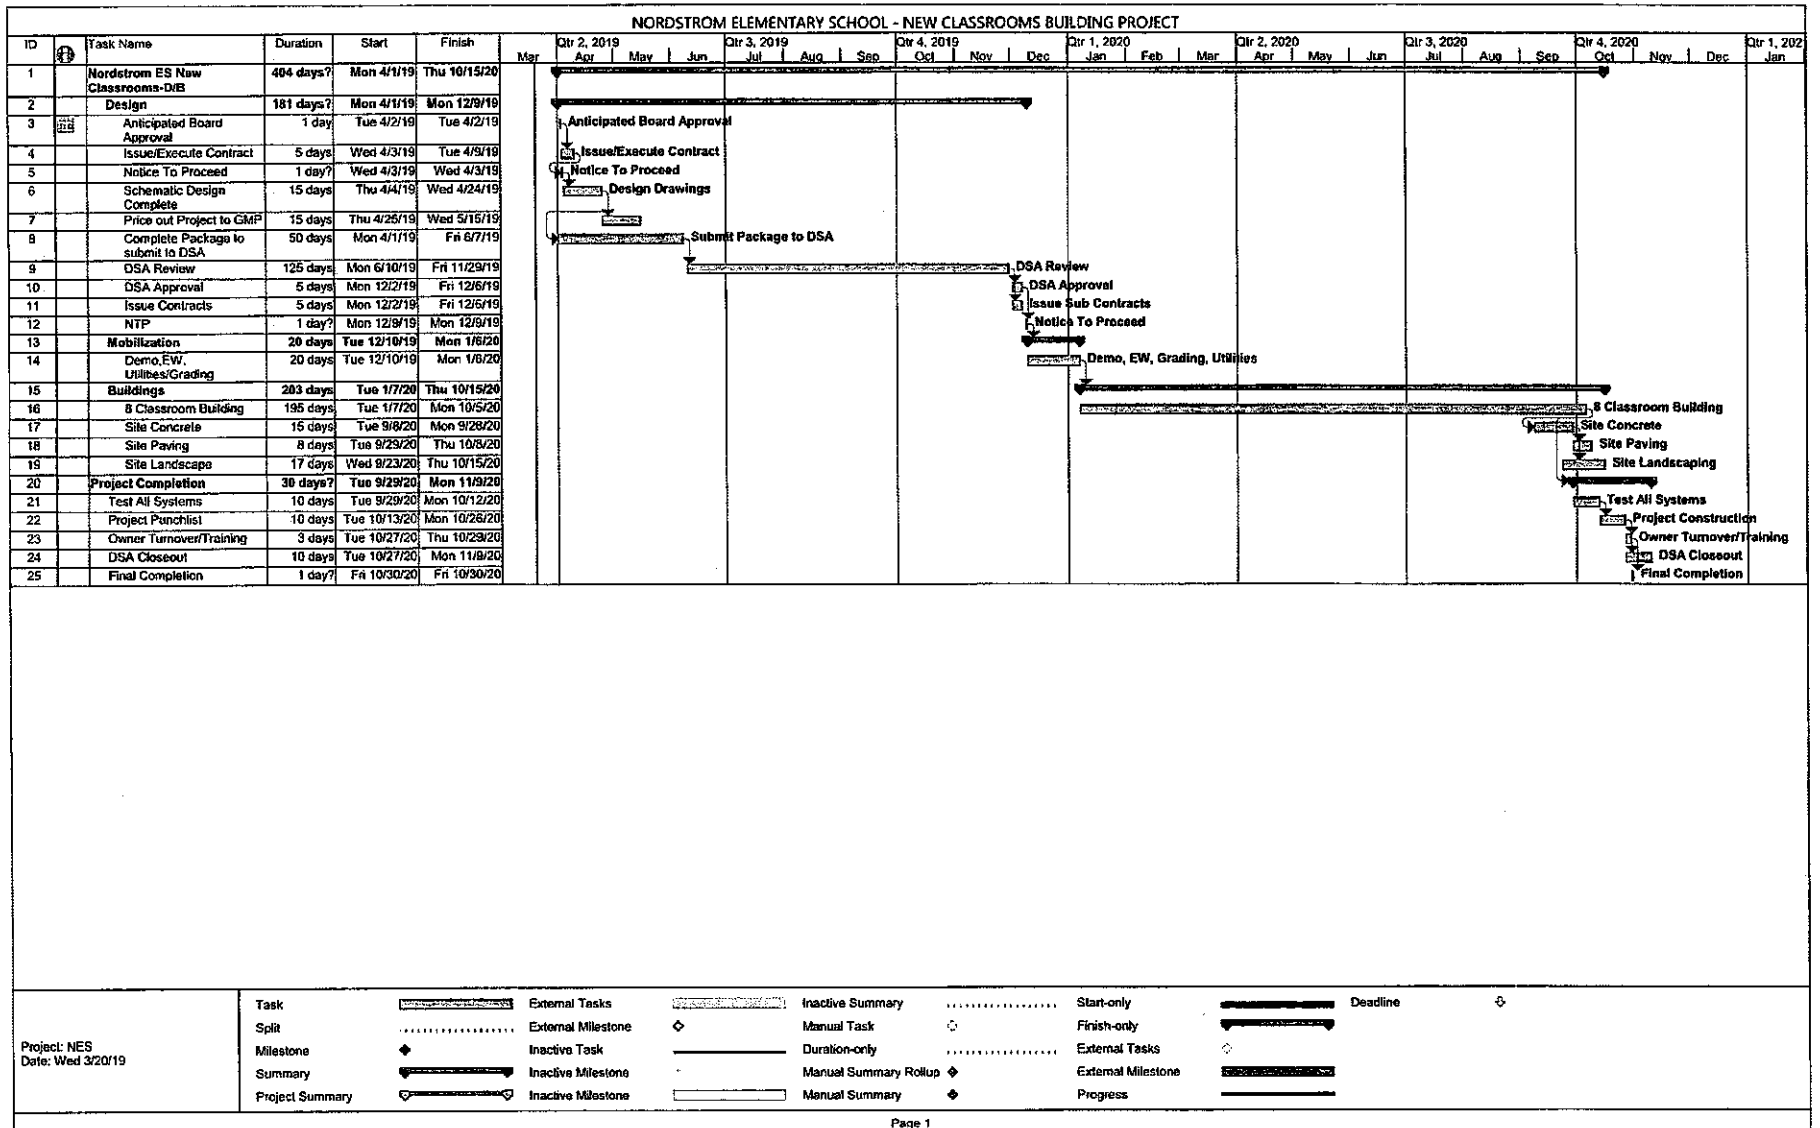 NORDSTROM ELEMENTARY SCHOOL - NEW CLASSROOMS BUILDING PROJECT
ID Task Name Duration Start Finish
Qtr 2, 2019 Qtr 3, 2019 Qtr 4, 2019 Qtr 1, 2020 Qtr 2, 2020 Qtr 3, 2020 Qtr 4, 2020 Qtr 1, 202
Mar Apr May Jun Jul Aug Sep Oct Nov Dec Jan Feb Mar Apr May Jun Jul Aug Sep Oct Nov Dec Jan
1 Nordstrom ES New 404 days? Mon 4/1/19 Thu 10/15/20
Classrooms-D/B
2 Design 181 days? Mon 4/1/19 Mon 12/9/19
3 Anticipated Board 1 day Tue 4/2/19 Tue 4/2/19 Anticipated Board Approval
Approval
4 Issue/Execute Contract 5 days Wed 4/3/19 Tue 4/9/19 Issue/Execute Contract
5 Notice To Proceed 1 day? Wed 4/3/19 Wed 4/3/19 Notice To Proceed
6 Schematic Design 15 days Thu 4/4/19 Wed 4/24/19 Design Drawings
Complete
7 Price out Project to GMP 15 days Thu 4/25/19 Wed 5/15/19
8 Complete Package to 50 days Mon 4/1/19 Fri 6/7/19 Submit Package to DSA
submit to DSA
9 DSA Review 125 days Mon 6/10/19 Fri 11/29/19 DSA Review
10 DSA Approval 5 days Mon 12/2/19 Fri 12/6/19 DSA Approval
11 Issue Contracts 5 days Mon 12/2/19 Fri 12/6/19 Issue Sub Contracts
12 NTP 1 day? Mon 12/9/19 Mon 12/9/19 Notice To Proceed
13 Mobilization 20 days Tue 12/10/19 Mon 1/6/20
14 Demo,EW, 20 days Tue 12/10/19 Mon 1/6/20 Demo, EW, Grading, Utilities
Utilities/Grading
15 Buildings 203 days Tue 1/7/20 Thu 10/15/20
16 8 Classroom Building 195 days Tue 1/7/20 Mon 10/5/20 8 Classroom Building
17 Site Concrete 15 days Tue 9/8/20 Mon 9/28/20 Site Concrete
18 Site Paving 8 days Tue 9/29/20 Thu 10/8/20 Site Paving
19 Site Landscape 17 days Wed 9/23/20 Thu 10/15/20 Site Landscaping
20 Project Completion 30 days? Tue 9/29/20 Mon 11/9/20
21 Test All Systems 10 days Tue 9/29/20 Mon 10/12/20 Test All Systems
22 Project Punchlist 10 days Tue 10/13/20 Mon 10/26/20 Project Construction
23 Owner Turnover/Training 3 days Tue 10/27/20 Thu 10/29/20 Owner Turnover/Training
24 DSA Closeout 10 days Tue 10/27/20 Mon 11/9/20 DSA Closeout
25 Final Completion 1 day? Fri 10/30/20 Fri 10/30/20 Final Completion
Project: NES
Date: Wed 3/20/19
Task External Tasks Inactive Summary Start-only Deadline
Split External Milestone Manual Task Finish-only
Milestone Inactive Task Duration-only External Tasks
Summary Inactive Milestone Manual Summary Rollup External Milestone
Project Summary Inactive Milestone Manual Summary Progress
Page 1